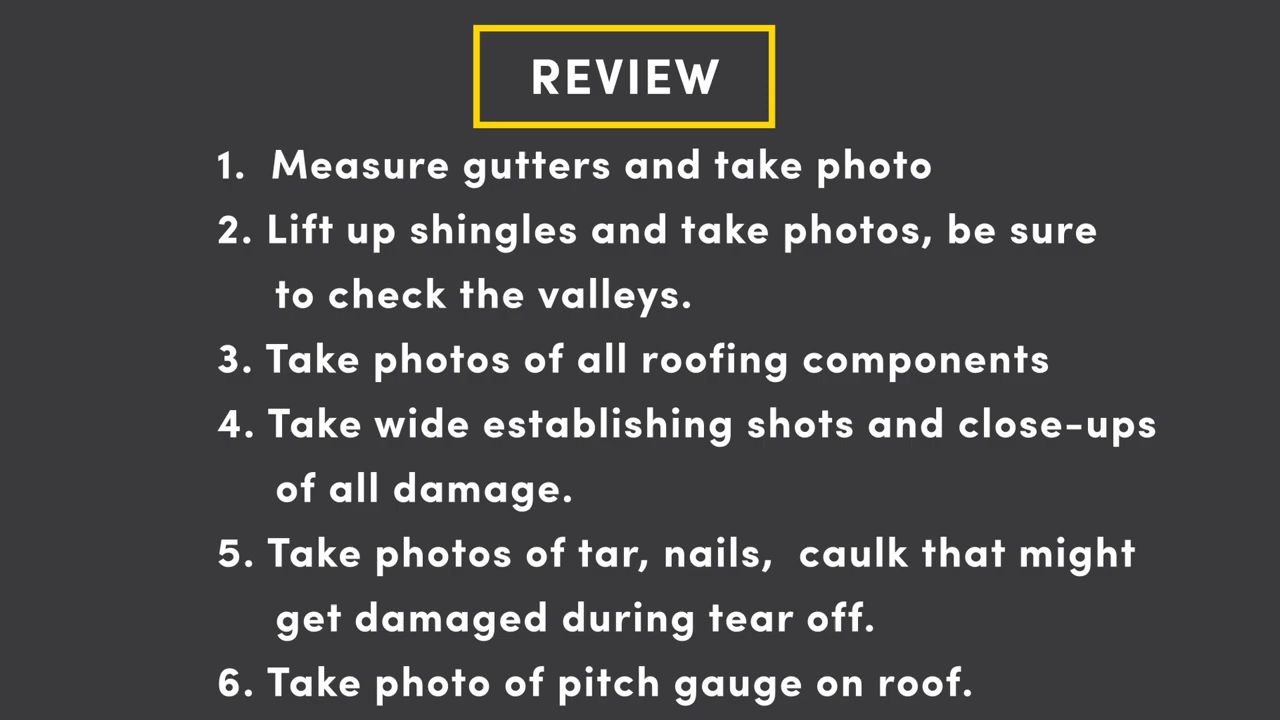 REVIEW
1. Measure gutters and take photo
2. Lift up shingles and take photos, be sure
to check the valleys.
3. Take photos of all roofing components
4. Take wide establishing shots and close-ups
of all damage.
5. Take photos of tar, nails, caulk that might
get damaged during tear off.
6. Take photo of pitch gauge on roof.